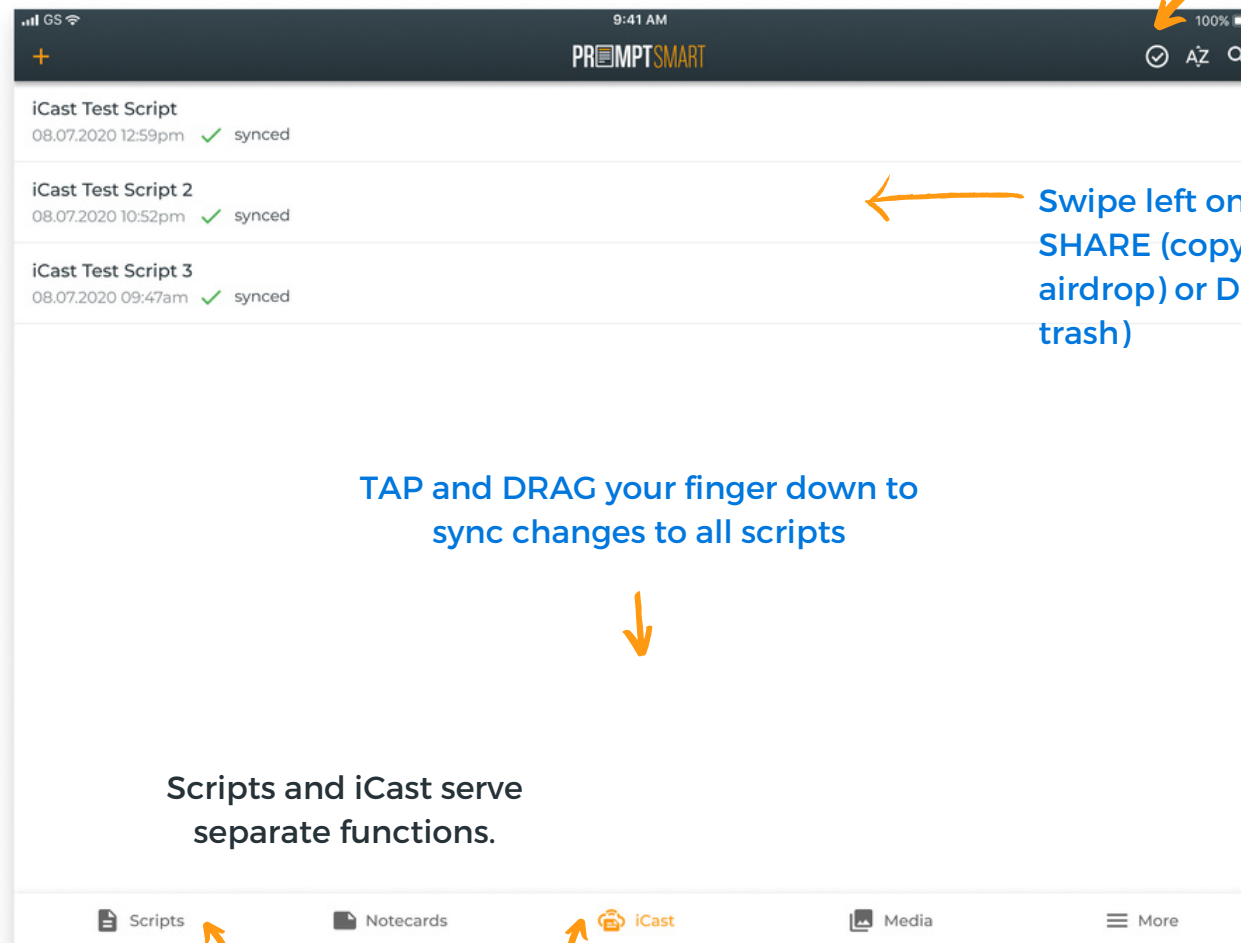 GS 9:41 AM 100%
+ PROMPTSMART AZ
iCast Test Script
08.07.2020 12:59pm synced
iCast Test Script 2
08.07.2020 10:52pm synced
Swipe left on
SHARE (copy
iCast Test Script 3
08.07.2020 09:47am synced
airdrop) or D
trash)
TAP and DRAG your finger down to
sync changes to all scripts
Scripts and iCast serve
separate functions.
Scripts Notecards iCast Media More